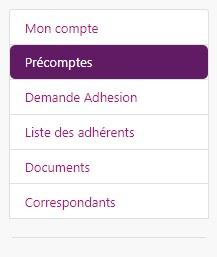 Mon compte
Précomptes
Demande Adhesion
Liste des adhérents
Documents
Correspondants